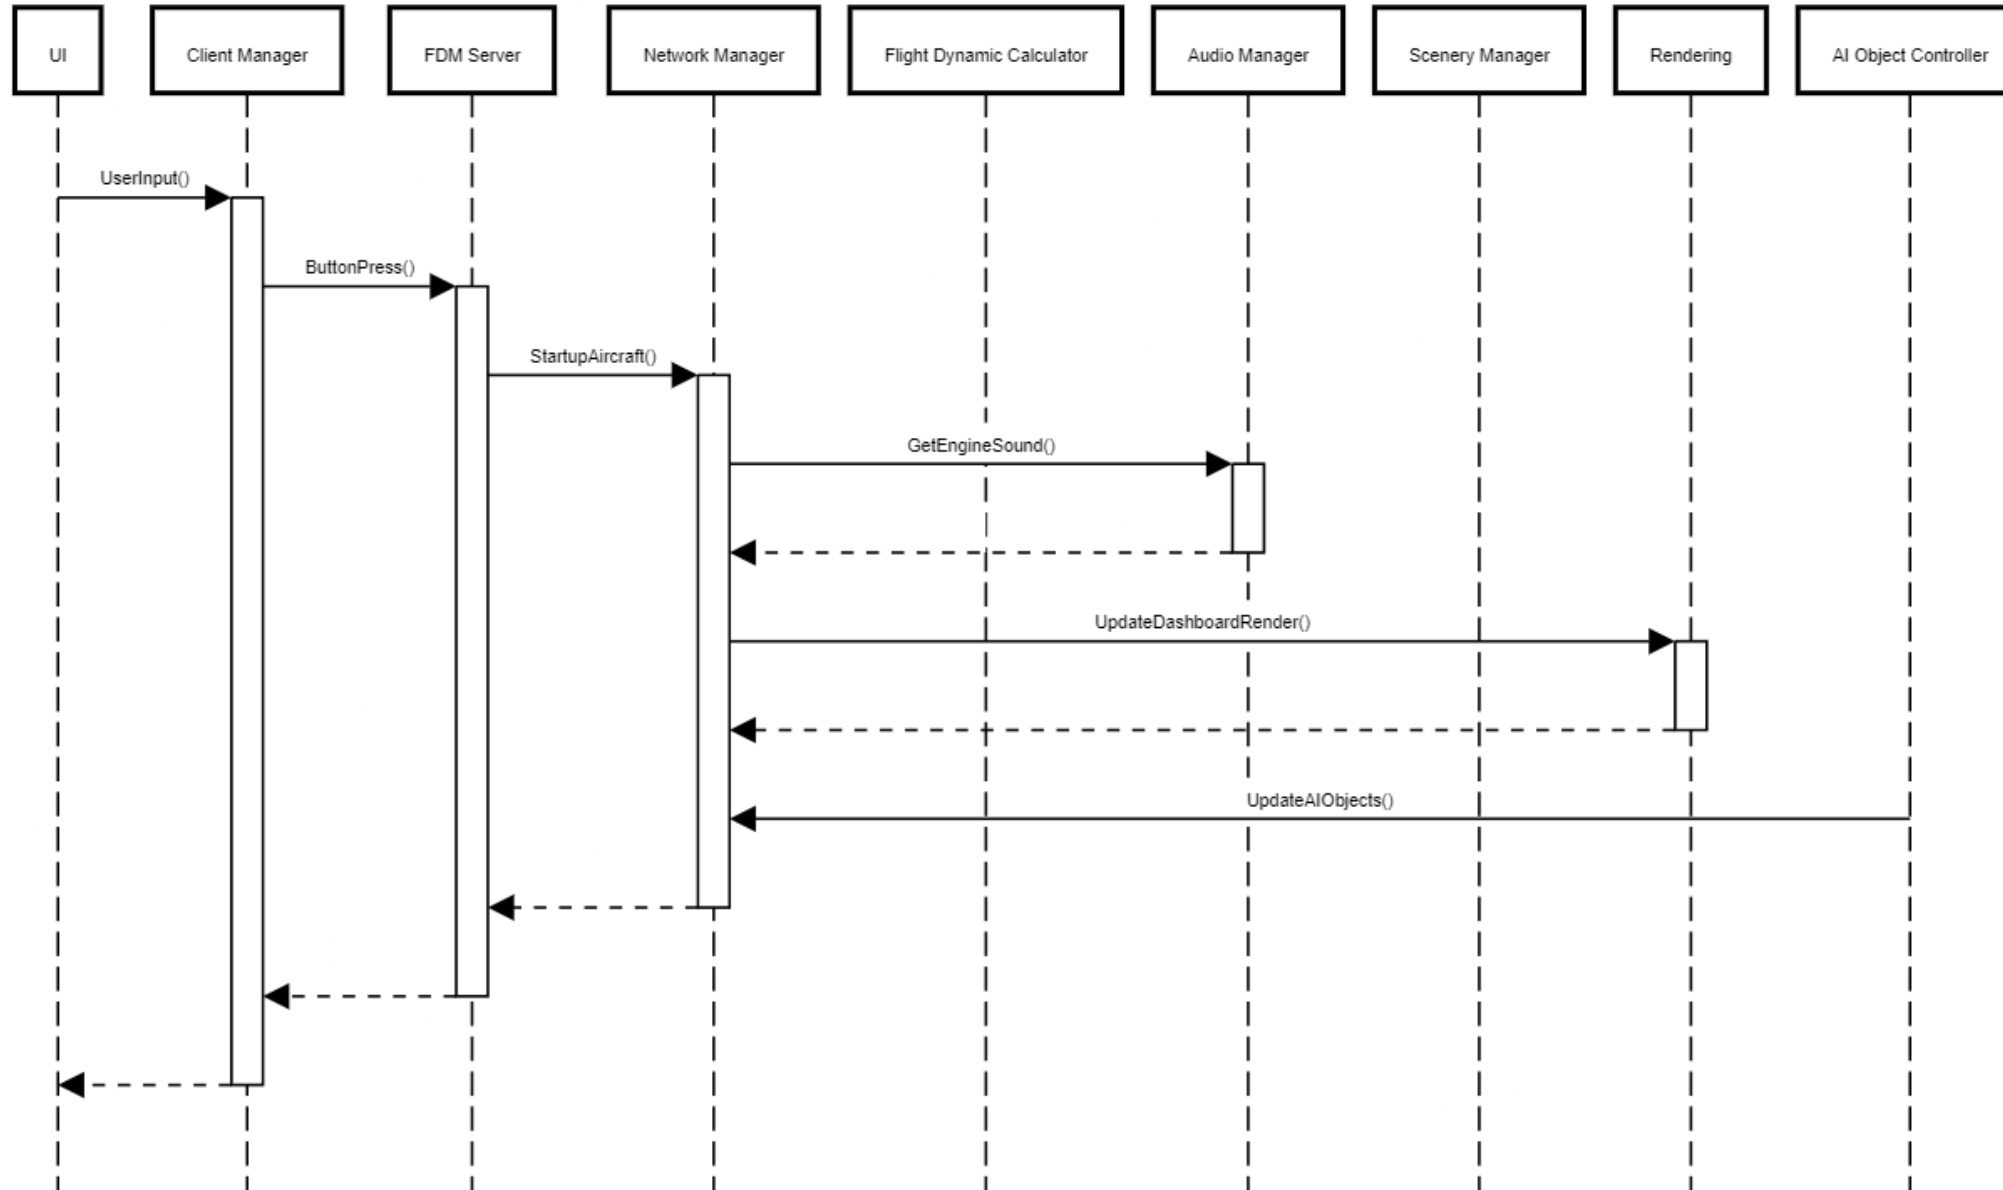 UI
Client Manager
FDM Server
Network Manager
Flight Dynamic Calculator
Audio Manager
Scenery Manager
Rendering
AI Object Controller
UserInput()
ButtonPress()
StartupAircraft()
GetEngineSound()
UpdateDashboardRender()
UpdateAIObjects()